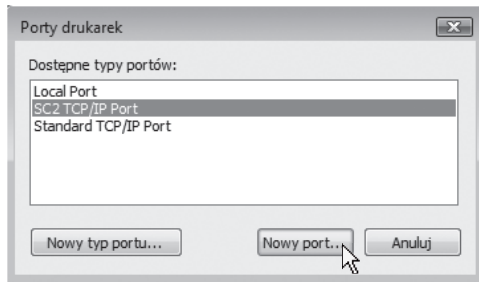 Porty drukarek
Dostępne typy portów:
Local Port
SC2 TCP/IP Port
Standard TCP/IP Port
Nowy typ portu... Nowy port... Anuluj